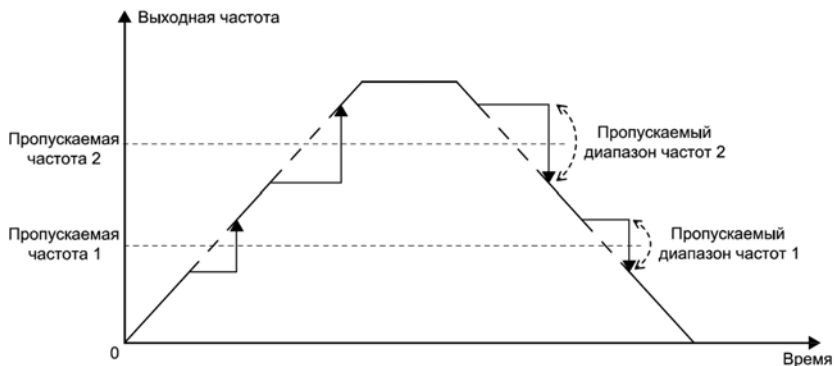 Выходная частота
Пропускаемая
частота 2
Пропускаемый
диапазон частот 2
Пропускаемая
частота 1
Пропускаемый
диапазон частот 1
0
Время